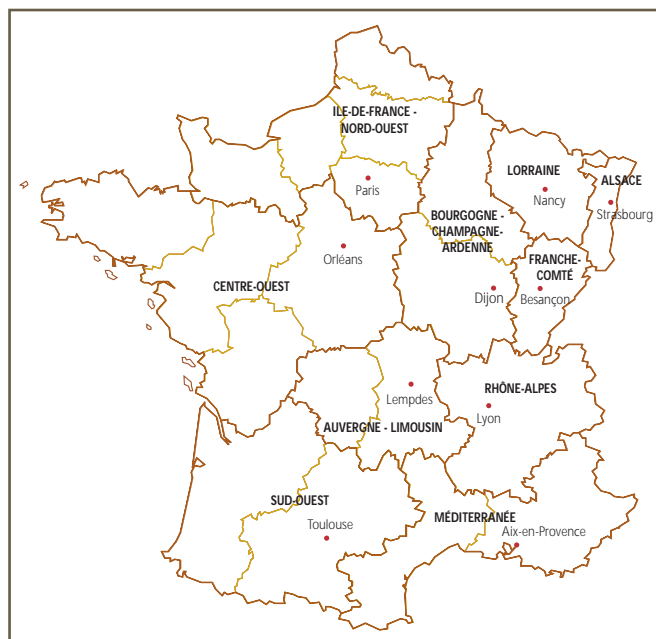 ILE-DE-FRANCE -
NORD-OUEST
Paris
LORRAINE
Nancy
ALSACE
Strasbourg
BOURGOGNE -
CHAMPAGNE-
ARDENNE
Orléans
FRANCHE-
COMTÉ
CENTRE-OUEST
Dijon
Besançon
RHÔNE-ALPES
Lempdes
Lyon
AUVERGNE - LIMOUSIN
SUD-OUEST
Toulouse
MÉDITERRANÉE
Aix-en-Provence